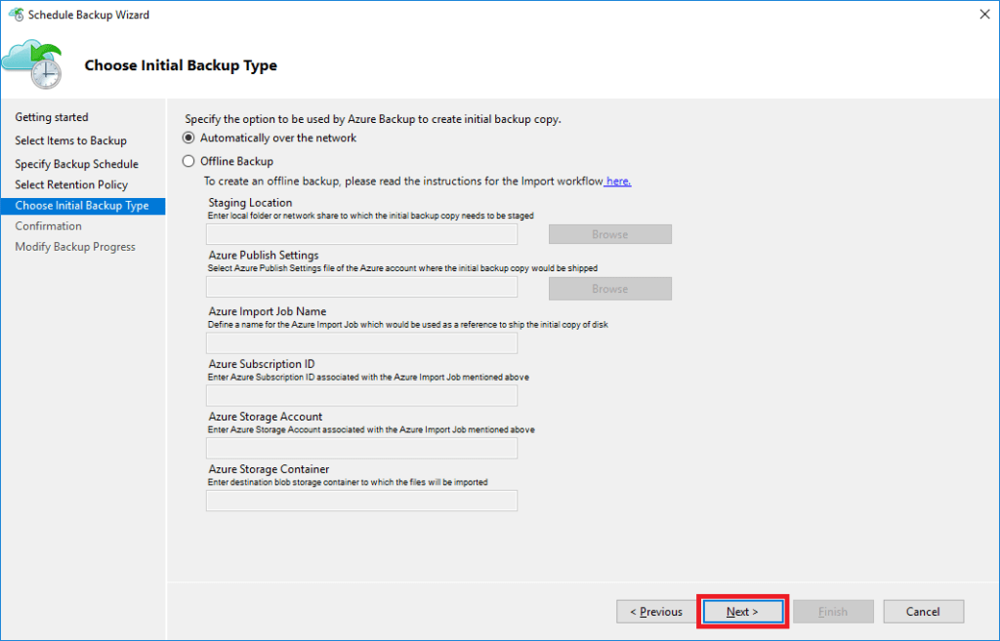 Schedule Backup Wizard
Choose Initial Backup Type
Getting started
Select Items to Backup
Specify Backup Schedule
Select Retention Policy
Choose Initial Backup Type
Confirmation
Modify Backup Progress
Specify the option to be used by Azure Backup to create initial backup copy.
Automatically over the network
Offline Backup
To create an offline backup, please read the instructions for the Import workflow here.
Staging Location
Enter local folder or network share to which the initial backup copy needs to be staged
Browse
Azure Publish Settings
Select Azure Publish Settings file of the Azure account where the initial backup copy would be shipped
Browse
Azure Import Job Name
Define a name for the Azure Import Job which would be used as a reference to ship the initial copy of disk
Azure Subscription ID
Enter Azure Subscription ID associated with the Azure Import Job mentioned above
Azure Storage Account
Enter Azure Storage Account associated with the Azure Import Job mentioned above
Azure Storage Container
Enter destination blob storage container to which the files will be imported
< Previous
Next >
Finish
Cancel